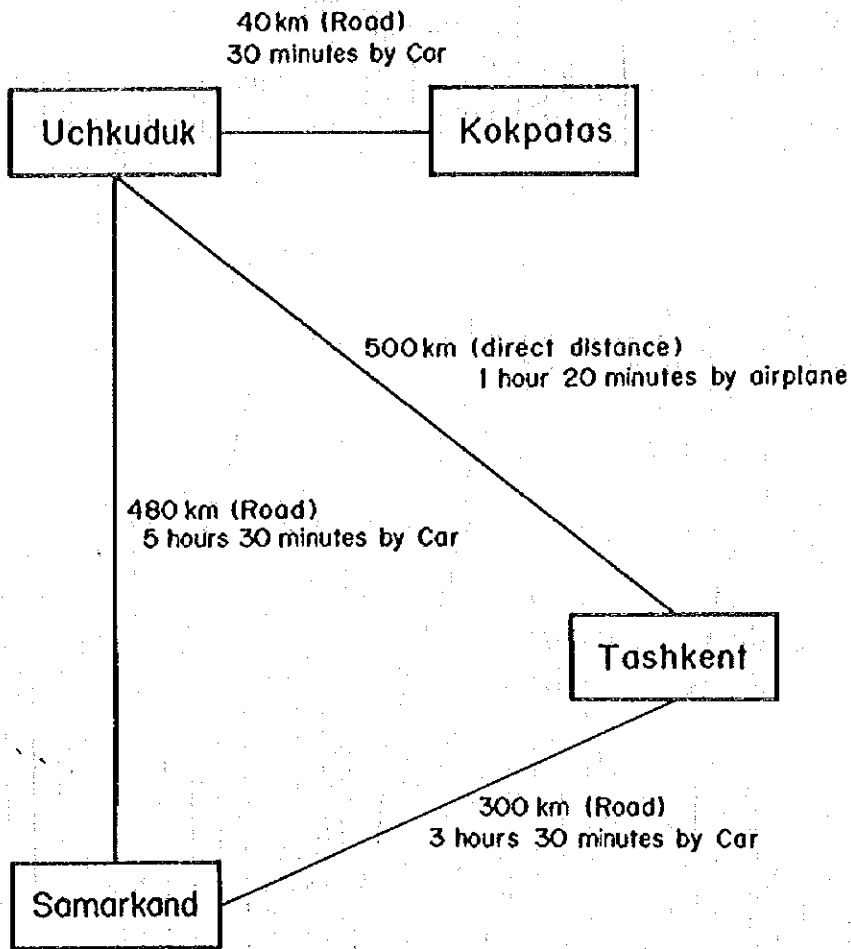 40km (Road)
30 minutes by Car
Uchkuduk
Kokpatas
500km (direct distance)
1 hour 20 minutes by airplane
480 km (Road)
5 hours 30 minutes by Car
Tashkent
300 km (Road)
3 hours 30 minutes by Car
Samarkand